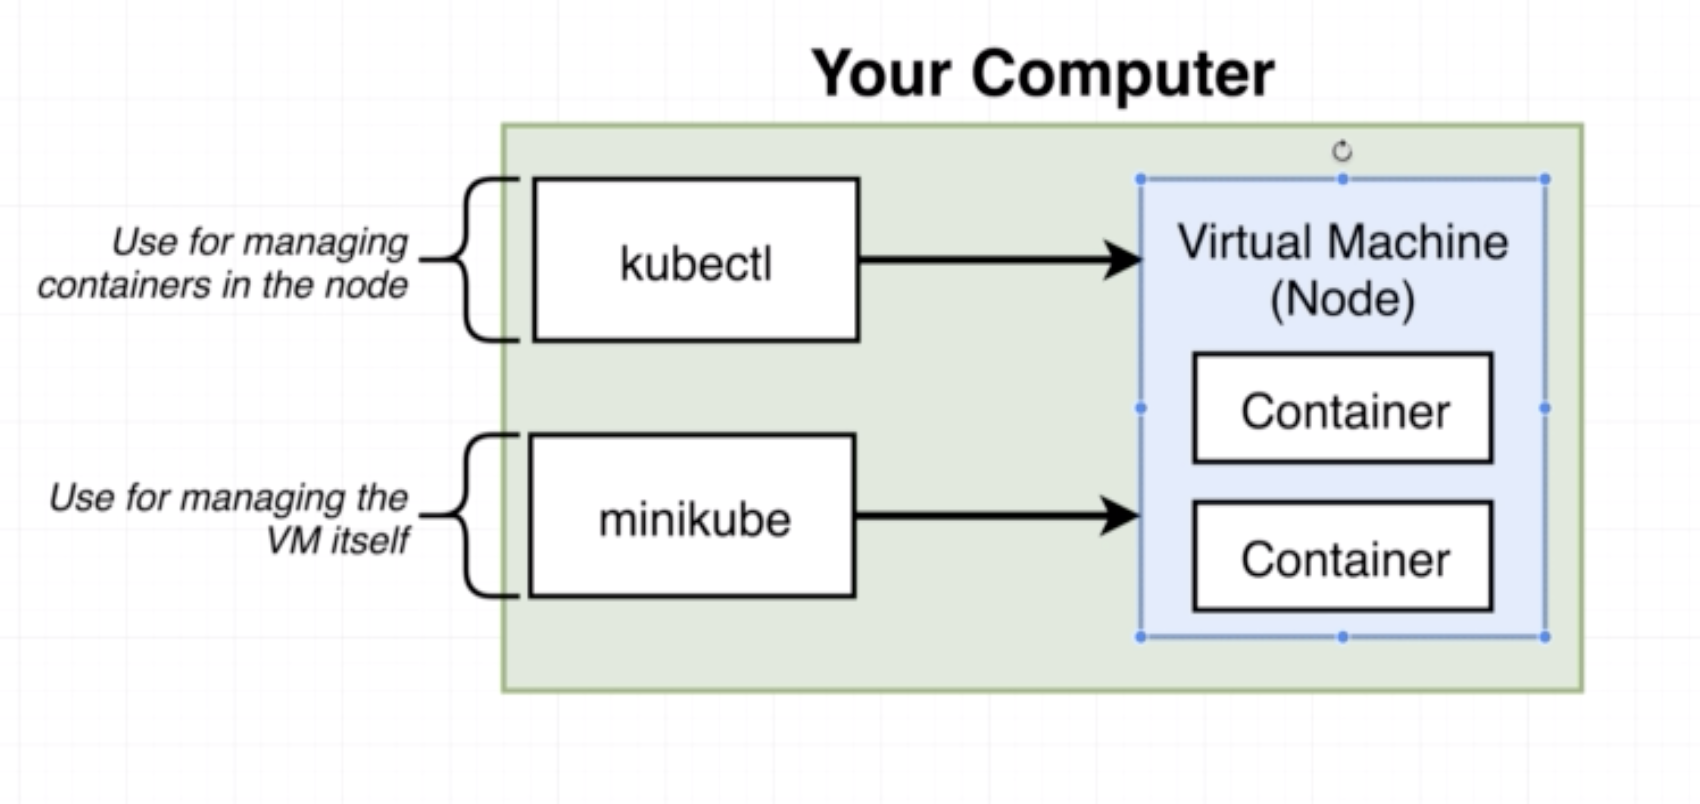 Your Computer
Use for managing
containers in the node
kubectl
Virtual Machine
(Node)
Container
Use for managing the
VM itself
minikube
Container